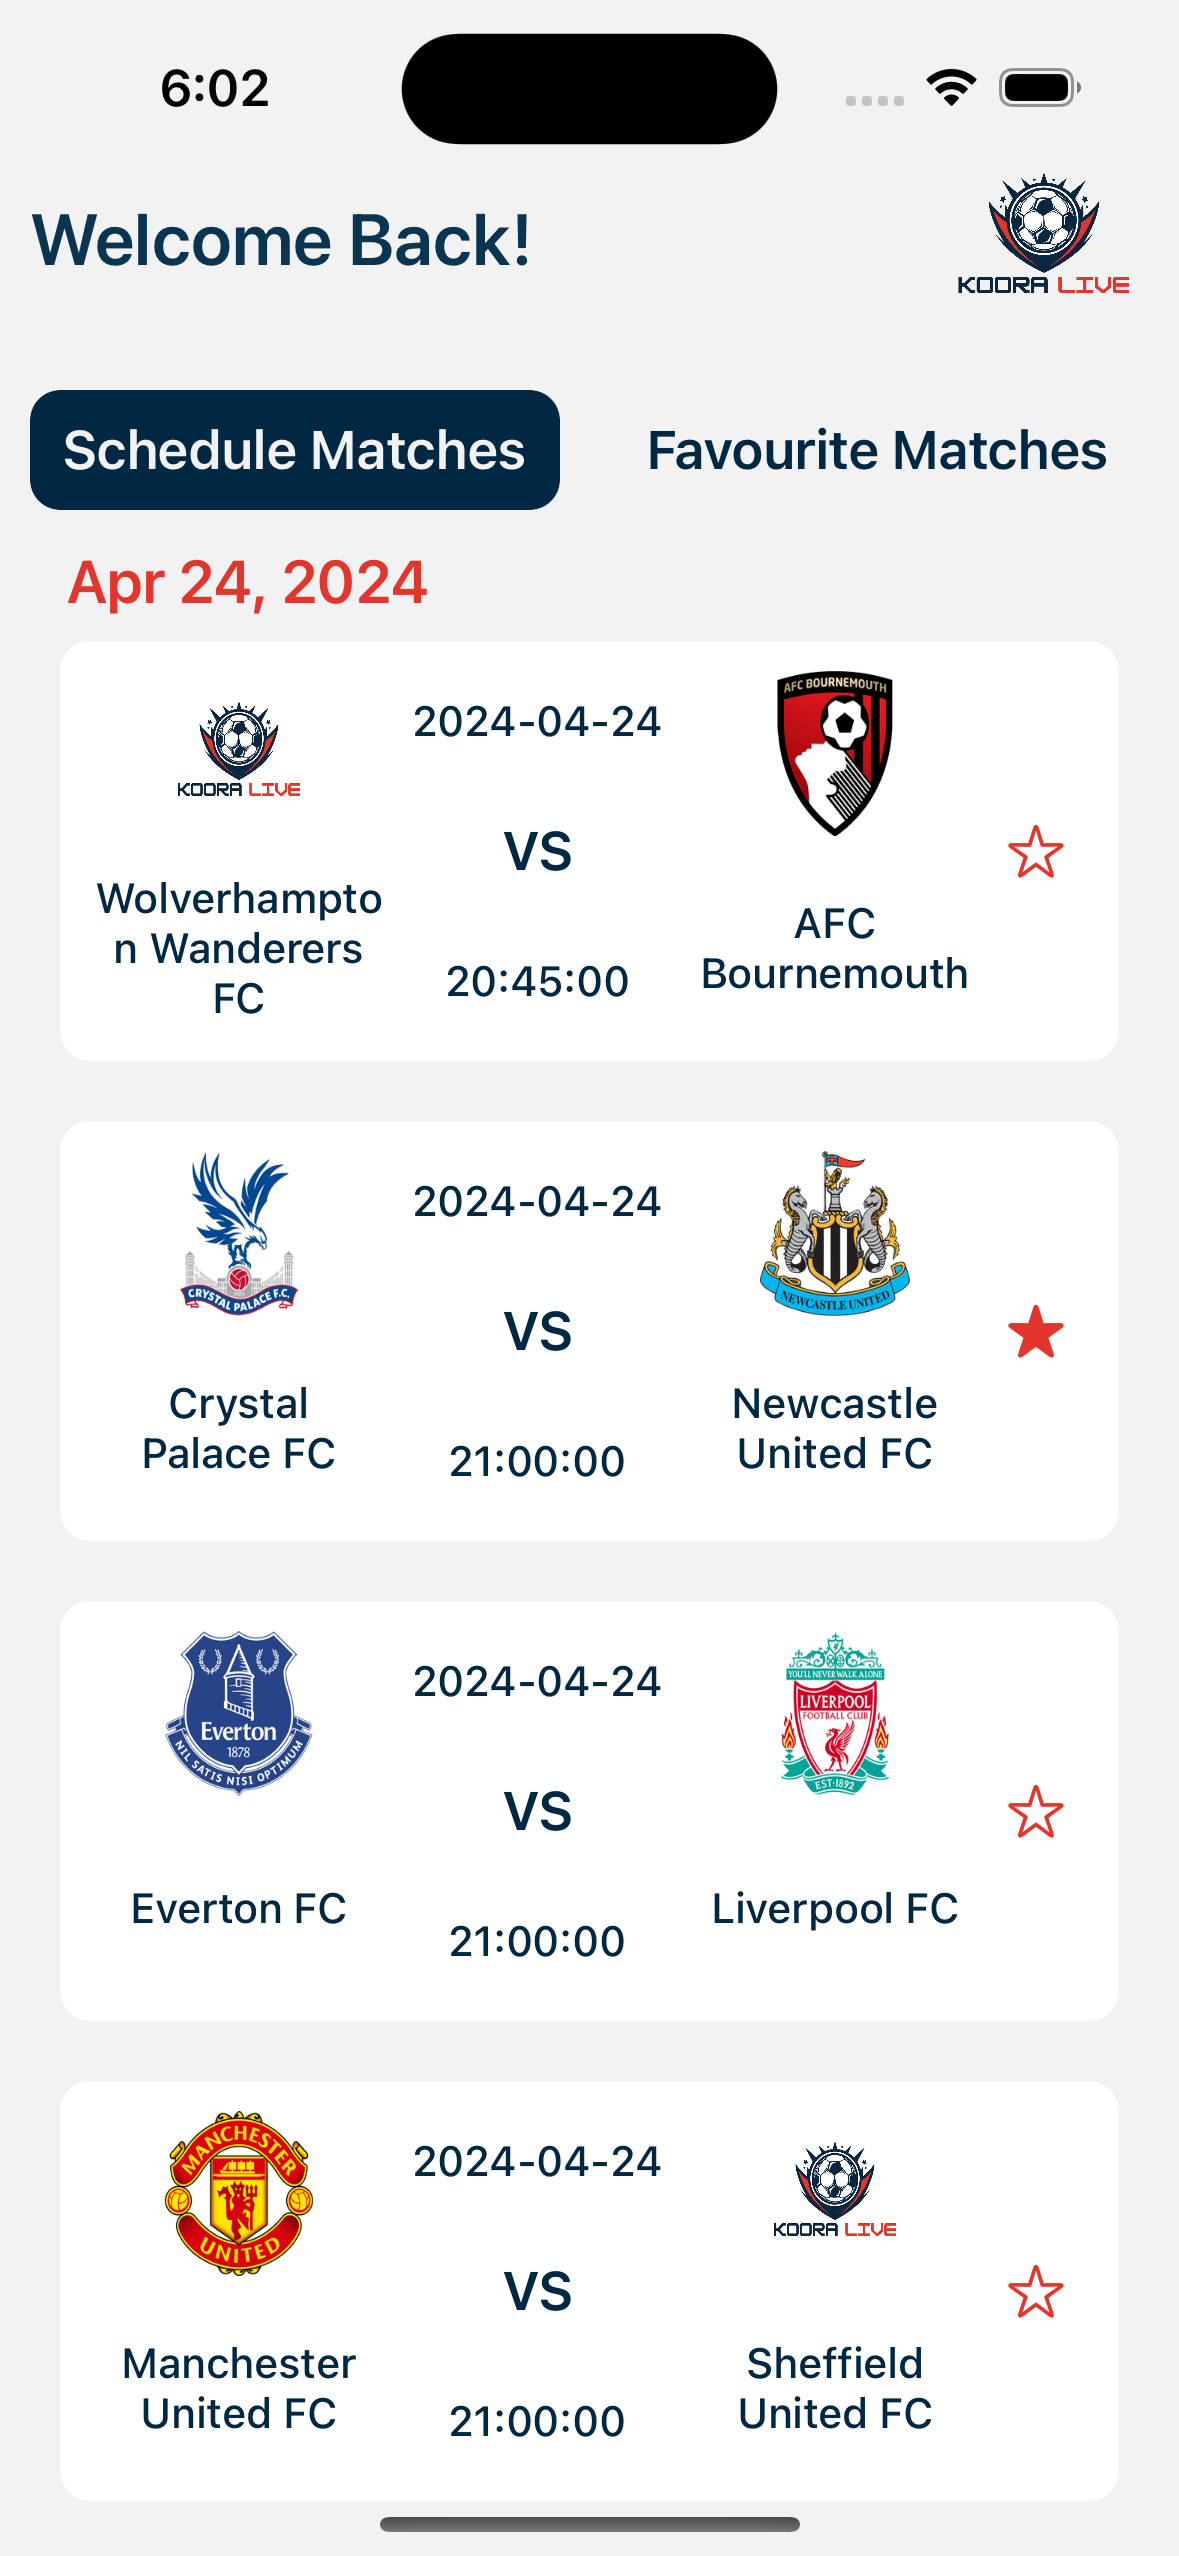 6:02
Welcome Back!
KOORA LIVE
Schedule Matches
Favourite Matches
Apr 24, 2024
KOORA LIVE
Wolverhampto
n Wanderers
FC
2024-04-24
VS
20:45:00
AFC BOURNEMOUTH
AFC
Bournemouth
CRYSTAL PALACE F.C.
Crystal
Palace FC
2024-04-24
VS
21:00:00
NEWCASTLE UNITED
Newcastle
United FC
Everton
1878
NIL SATIS NISI OPTIMUM
Everton FC
2024-04-24
VS
21:00:00
YOU'LL NEVER WALK ALONE
LIVERPOOL
FOOTBALL CLUB
EST·1892
Liverpool FC
MANCHESTER
UNITED
Manchester
United FC
2024-04-24
VS
21:00:00
KOORA LIVE
Sheffield
United FC